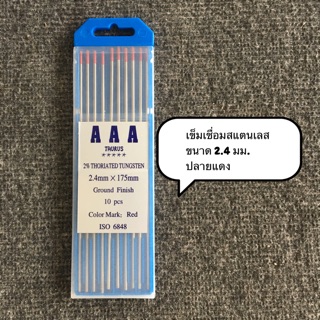 A A A
TAURUS
★★★★★
2% THORIATED TUNGSTEN
2.4mm × 175mm
Ground Finish
10 pcs
Color Mark: Red
ISO 6848
เข็มเชื่อมสแตนเลส
ขนาด 2.4 มม.
ปลายแดง